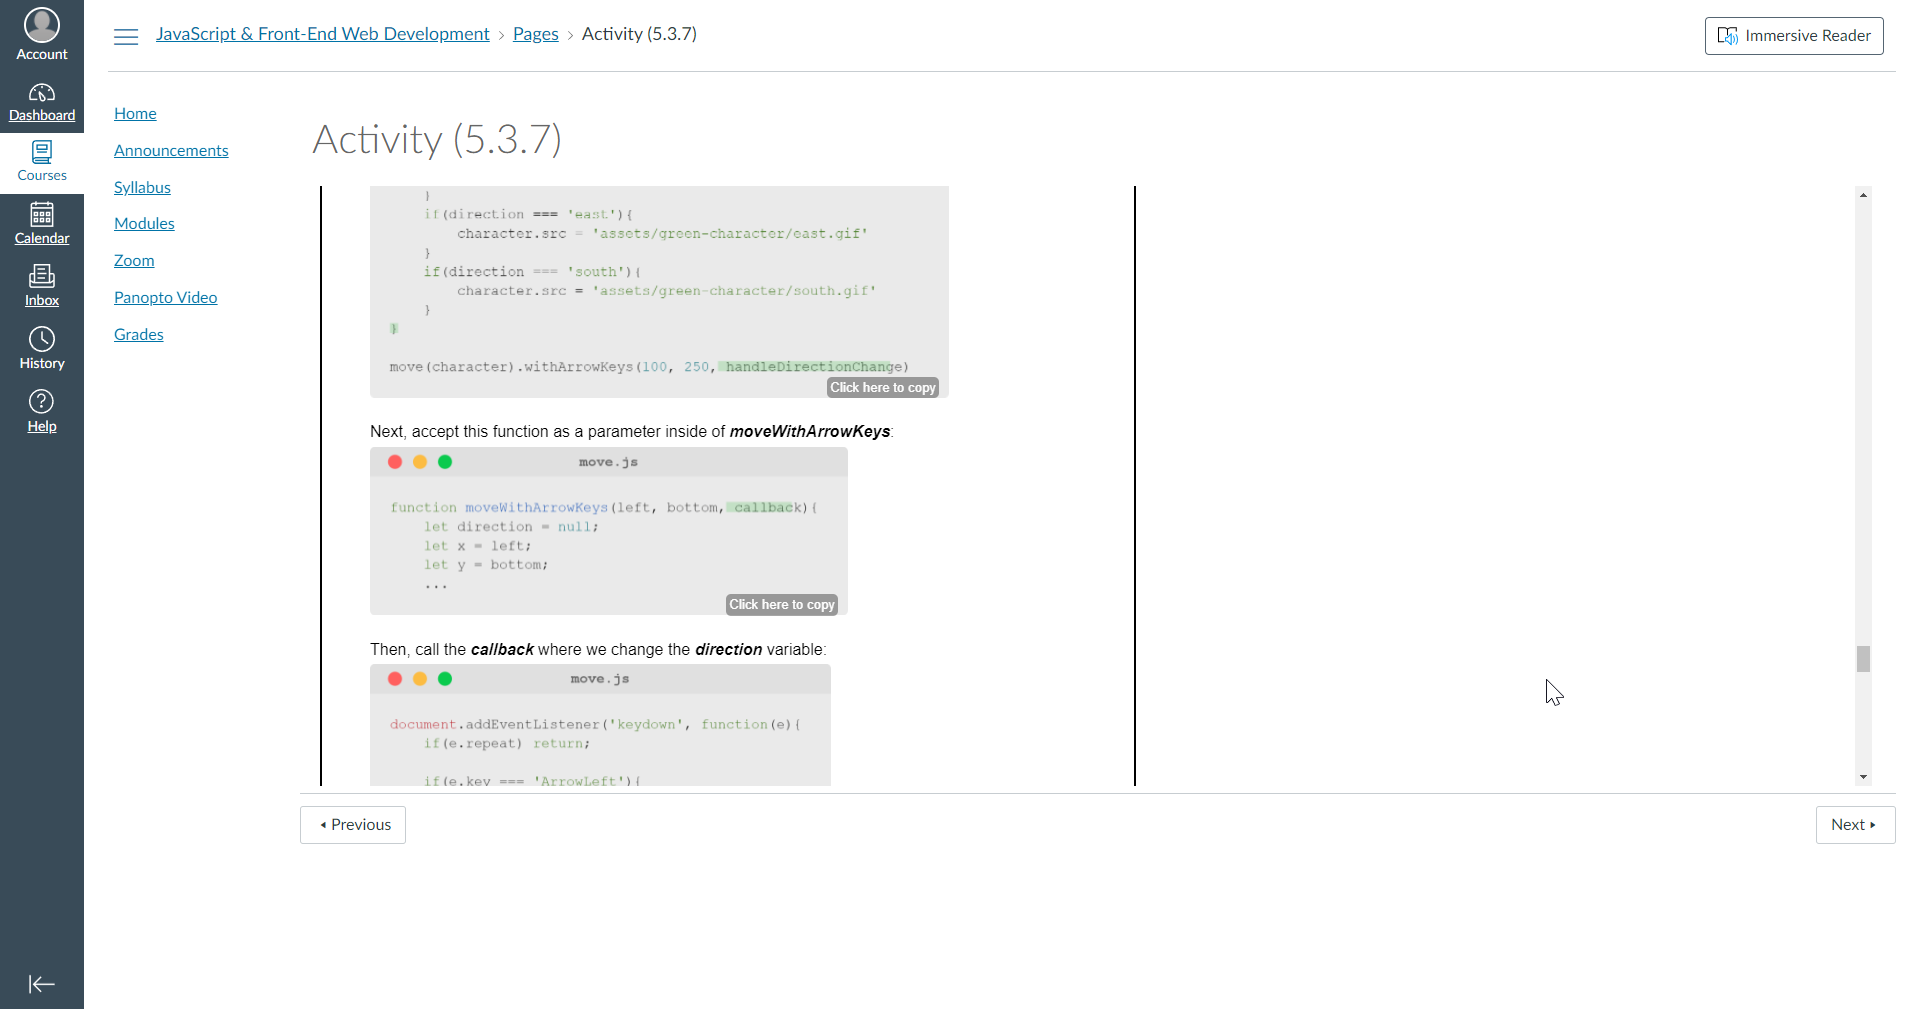 Account
Dashboard
Courses
Calendar
Inbox
History
Help
JavaScript & Front-End Web Development › Pages › Activity (5.3.7)
Immersive Reader
Home
Announcements
Syllabus
Modules
Zoom
Panopto Video
Grades
Activity (5.3.7)
}
if(direction === 'east'){
character.src = 'assets/green-character/east.gif'
}
if(direction === 'south'){
character.src = 'assets/green-character/south.gif'
}
}
move(character).withArrowKeys(100, 250, handleDirectionChange)
Click here to copy
Next, accept this function as a parameter inside of moveWithArrowKeys:
move.js
function moveWithArrowKeys(left, bottom, callback){
let direction = null;
let x = left;
let y = bottom;
...
Click here to copy
Then, call the callback where we change the direction variable:
move.js
document.addEventListener('keydown', function(e){
if(e.repeat) return;
if(e.key === 'ArrowLeft'){
Previous
Next